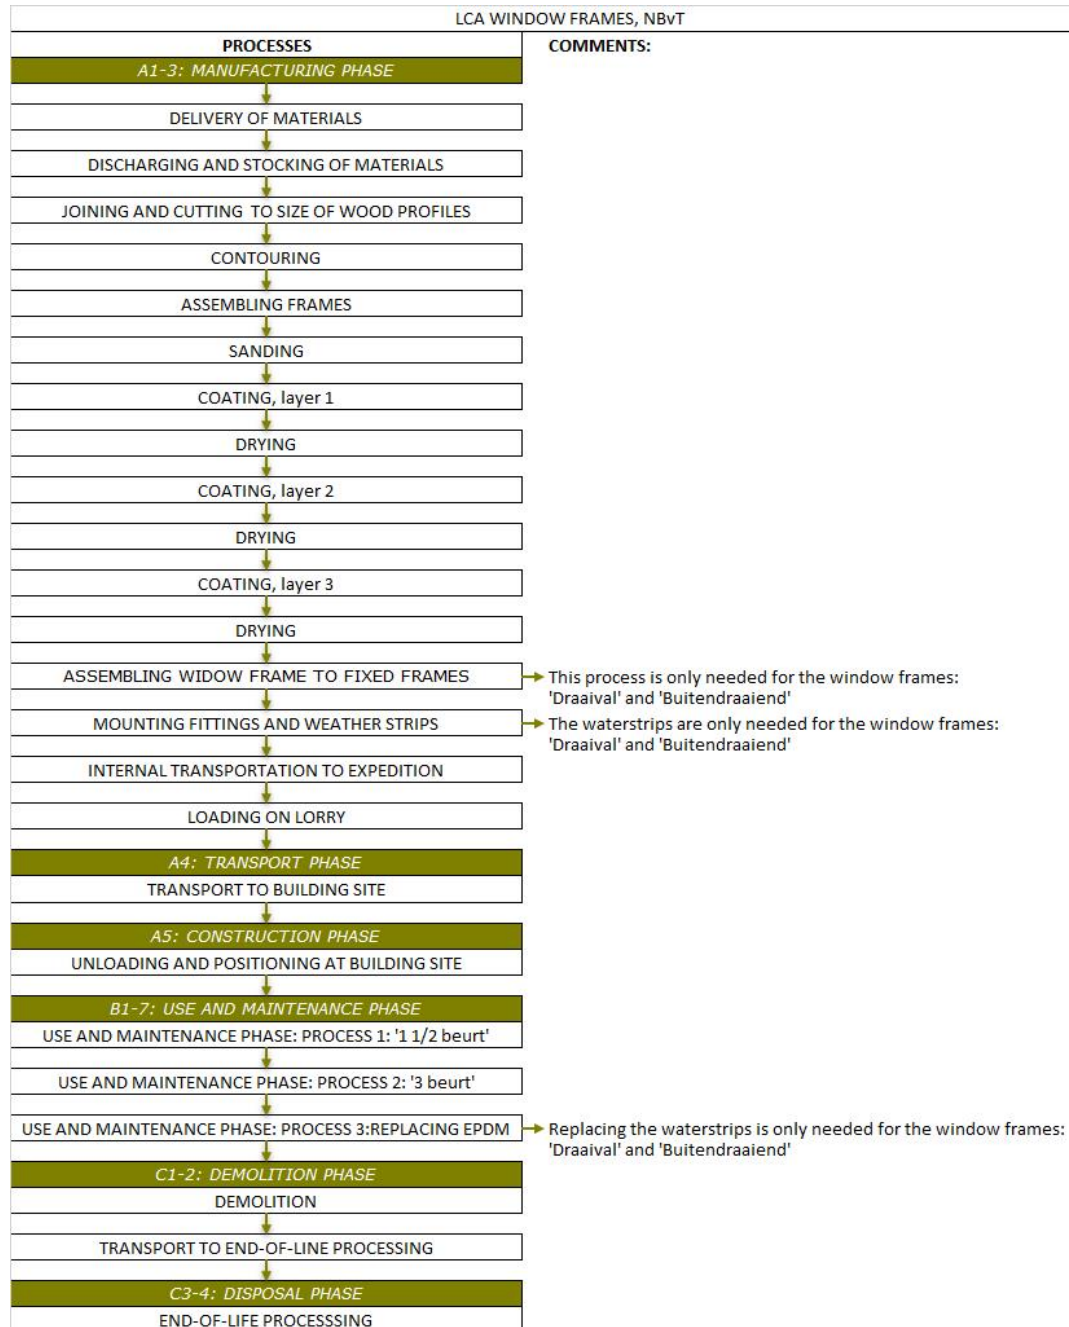 LCA WINDOW FRAMES, NBvT
PROCESSES
COMMENTS:
A1-3: MANUFACTURING PHASE
DELIVERY OF MATERIALS
DISCHARGING AND STOCKING OF MATERIALS
JOINING AND CUTTING TO SIZE OF WOOD PROFILES
CONTOURING
ASSEMBLING FRAMES
SANDING
COATING, layer 1
DRYING
COATING, layer 2
DRYING
COATING, layer 3
DRYING
ASSEMBLING WIDOW FRAME TO FIXED FRAMES
This process is only needed for the window frames:
'Draaival' and 'Buitendraaiend'
MOUNTING FITTINGS AND WEATHER STRIPS
The waterstrips are only needed for the window frames:
'Draaival' and 'Buitendraaiend'
INTERNAL TRANSPORTATION TO EXPEDITION
LOADING ON LORRY
A4: TRANSPORT PHASE
TRANSPORT TO BUILDING SITE
A5: CONSTRUCTION PHASE
UNLOADING AND POSITIONING AT BUILDING SITE
B1-7: USE AND MAINTENANCE PHASE
USE AND MAINTENANCE PHASE: PROCESS 1: '1 1/2 beurt'
USE AND MAINTENANCE PHASE: PROCESS 2: '3 beurt'
USE AND MAINTENANCE PHASE: PROCESS 3:REPLACING EPDM
Replacing the waterstrips is only needed for the window frames:
'Draaival' and 'Buitendraaiend'
C1-2: DEMOLITION PHASE
DEMOLITION
TRANSPORT TO END-OF-LINE PROCESSING
C3-4: DISPOSAL PHASE
END-OF-LIFE PROCESSSING